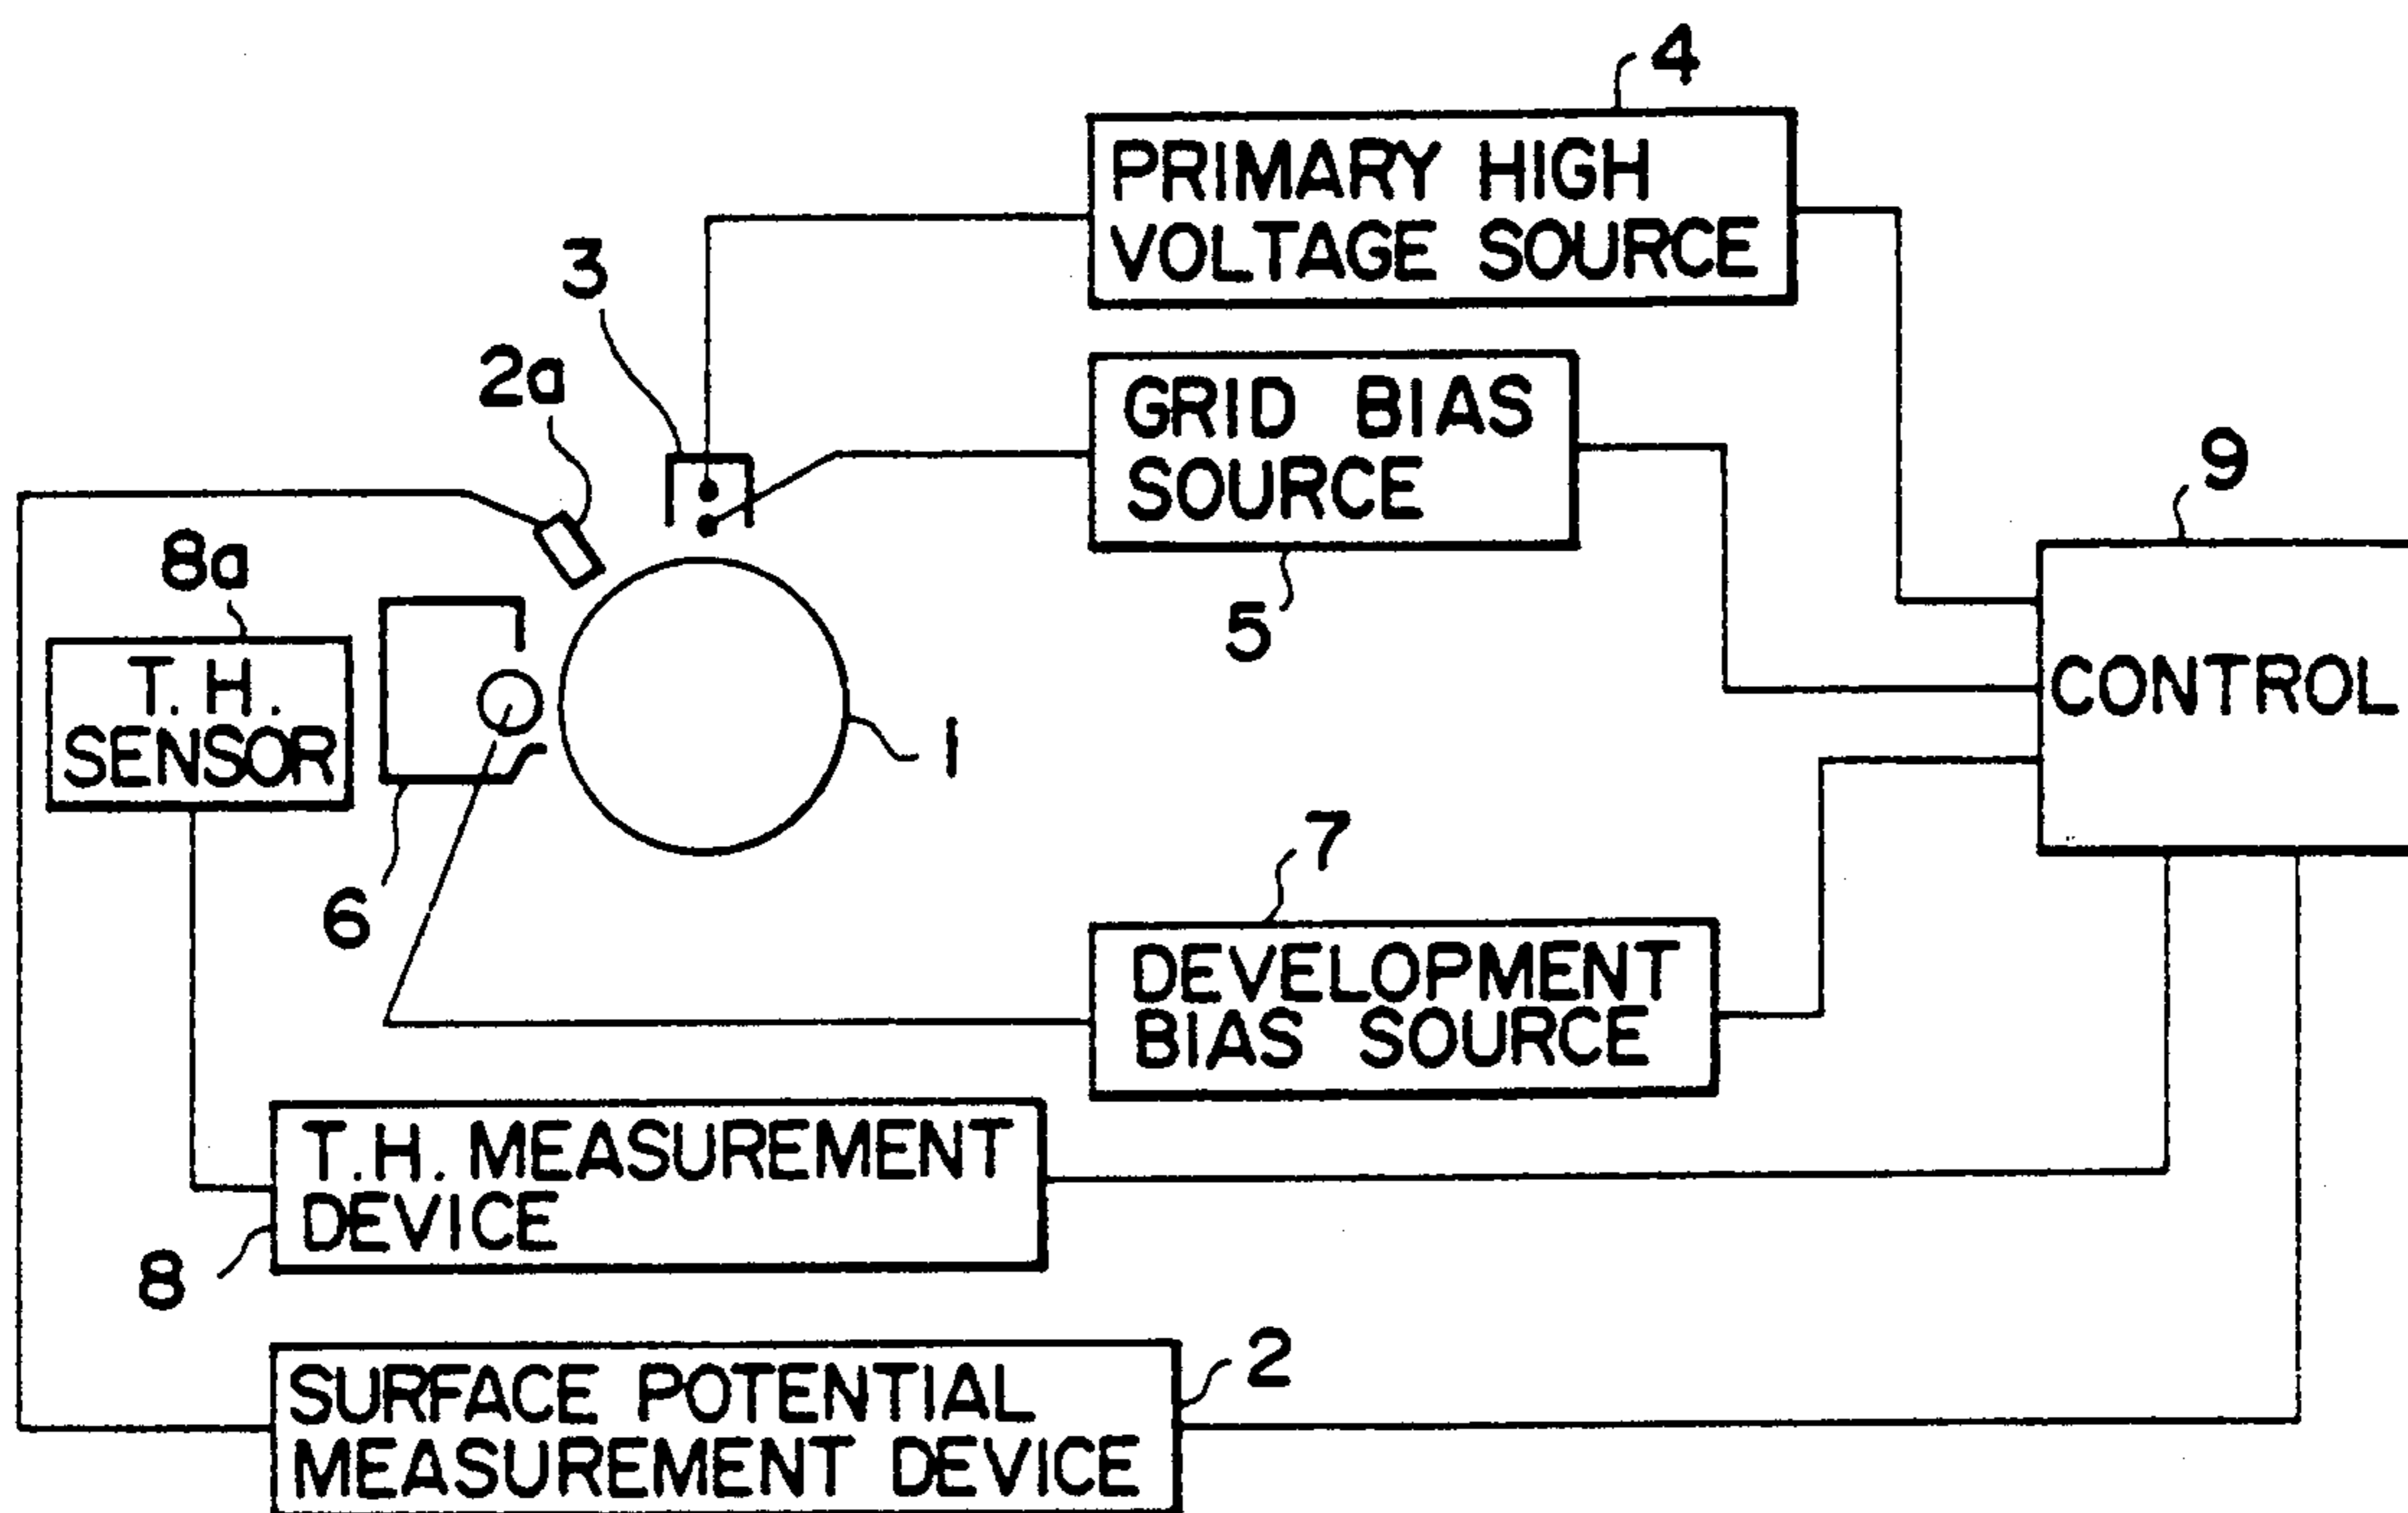 4
PRIMARY HIGH
VOLTAGE SOURCE
3
2a
GRID BIAS
SOURCE
5
9
CONTROL
8a
T. H.
SENSOR
1
6
7
DEVELOPMENT
BIAS SOURCE
T.H. MEASUREMENT
DEVICE
8
2
SURFACE POTENTIAL
MEASUREMENT DEVICE